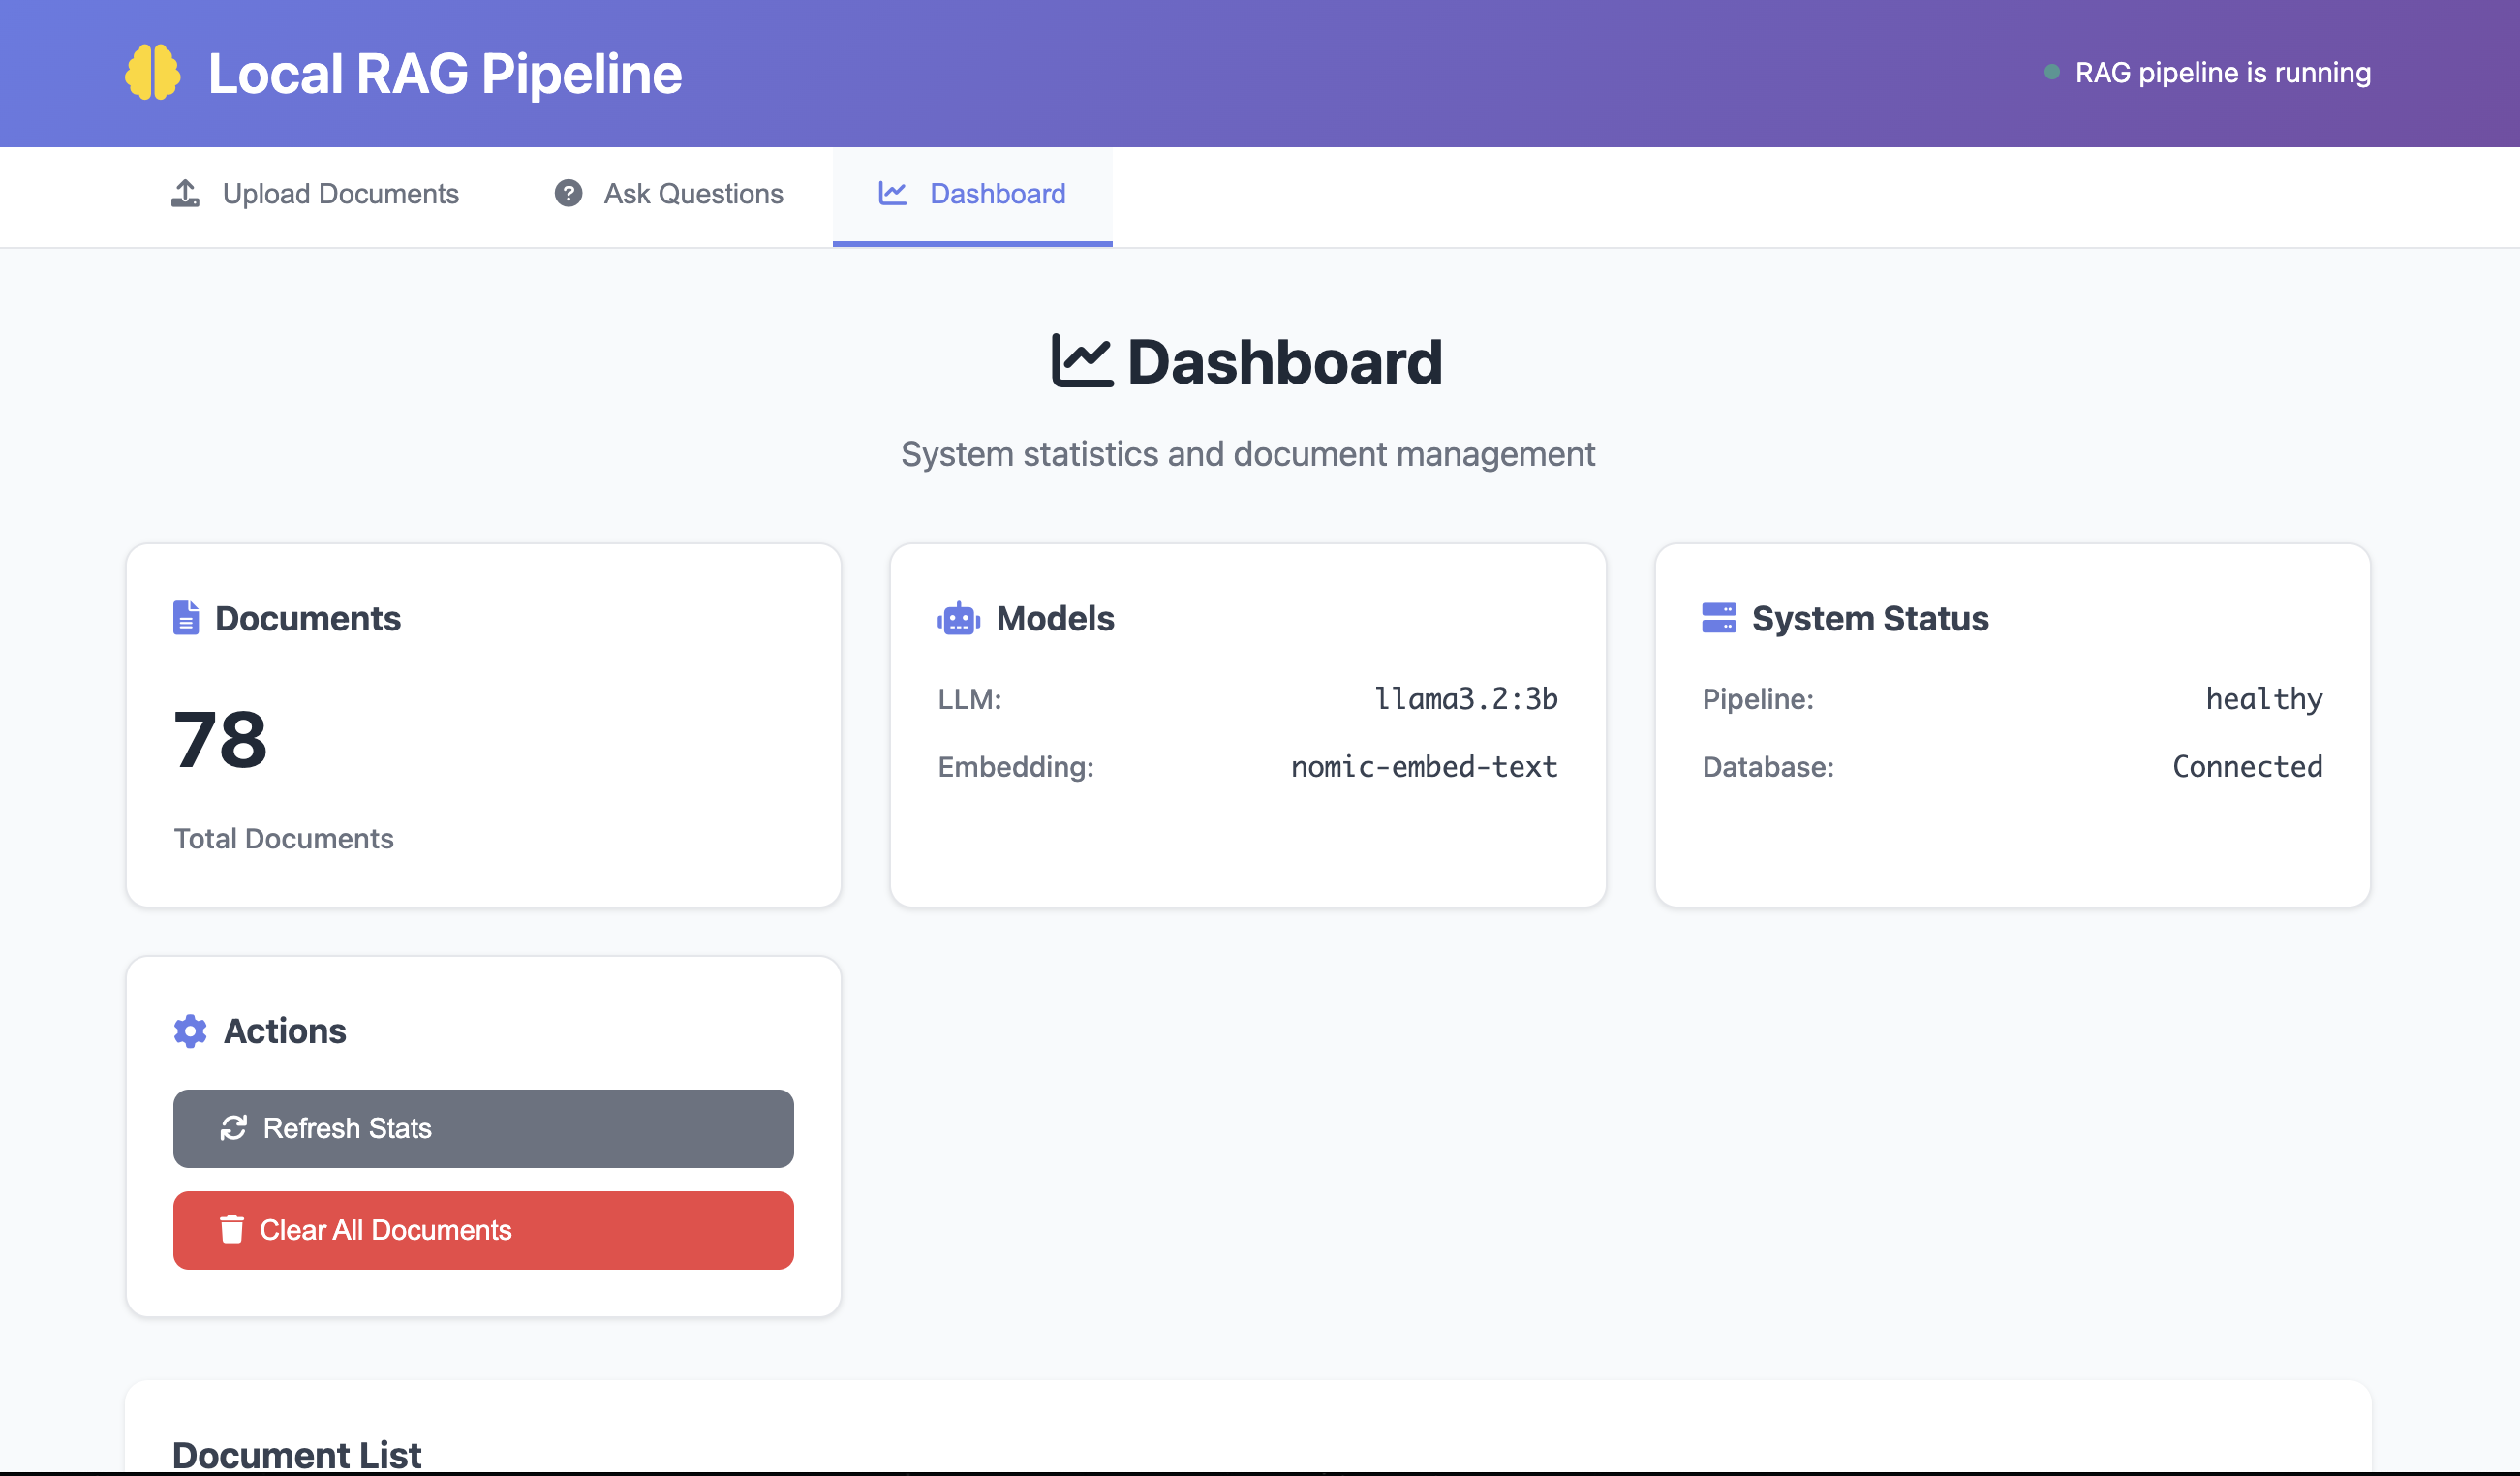 Local RAG Pipeline
RAG pipeline is running
Upload Documents
Ask Questions
Dashboard
Dashboard
System statistics and document management
Documents
78
Total Documents
Models
LLM: llama3.2:3b
Embedding: nomic-embed-text
System Status
Pipeline: healthy
Database: Connected
Actions
Refresh Stats
Clear All Documents
Document List